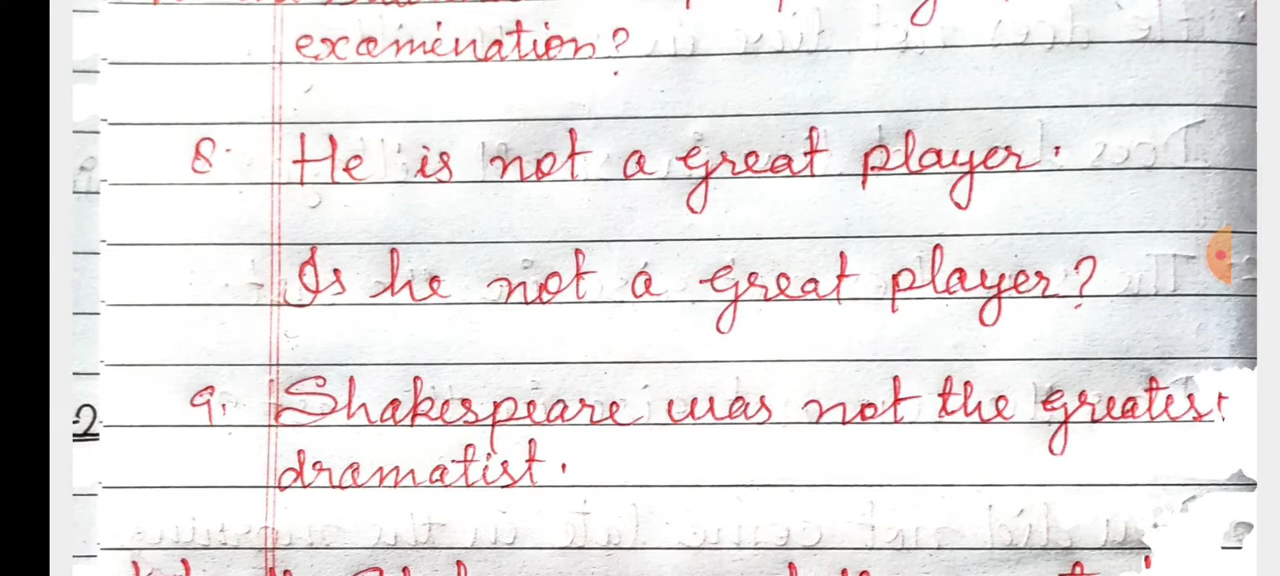 examination?
8. He is not a great player.
Is he not a great player?
9. Shakespeare was not the greatest
2
dramatist.